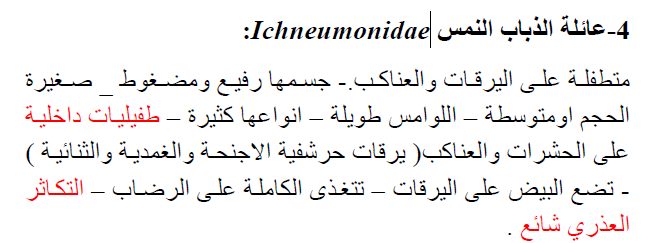 4-عائلة الذباب النمس Ichneumonidae:
متطفلة على اليرقات والعناكب.- جسمها رفيع ومضغوط _ صغيرة
الحجم اومتوسطة – اللوامس طويلة – انواعها كثيرة – طفيليات داخلية
على الحشرات والعناكب( يرقات حرشفية الاجنحة والغمدية والثنائية )
- تضع البيض على اليرقات – تتغذى الكاملة على الرضاب – التكاثر
العذري شائع .